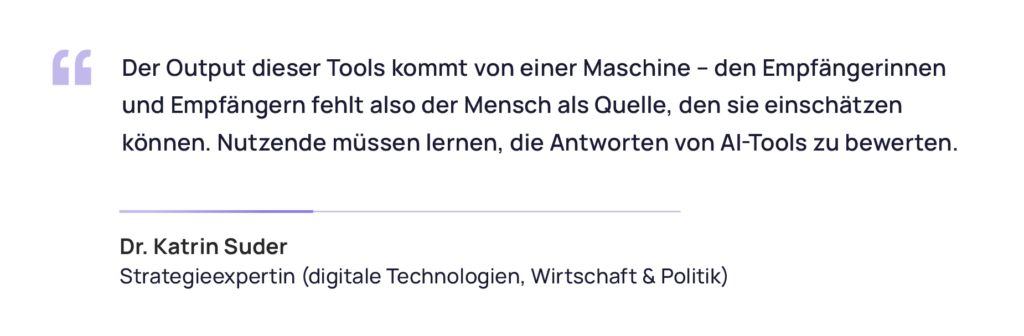 “
Der Output dieser Tools kommt von einer Maschine – den Empfängerinnen
und Empfängern fehlt also der Mensch als Quelle, den sie einschätzen
können. Nutzende müssen lernen, die Antworten von AI-Tools zu bewerten.
Dr. Katrin Suder
Strategieexpertin (digitale Technologien, Wirtschaft & Politik)